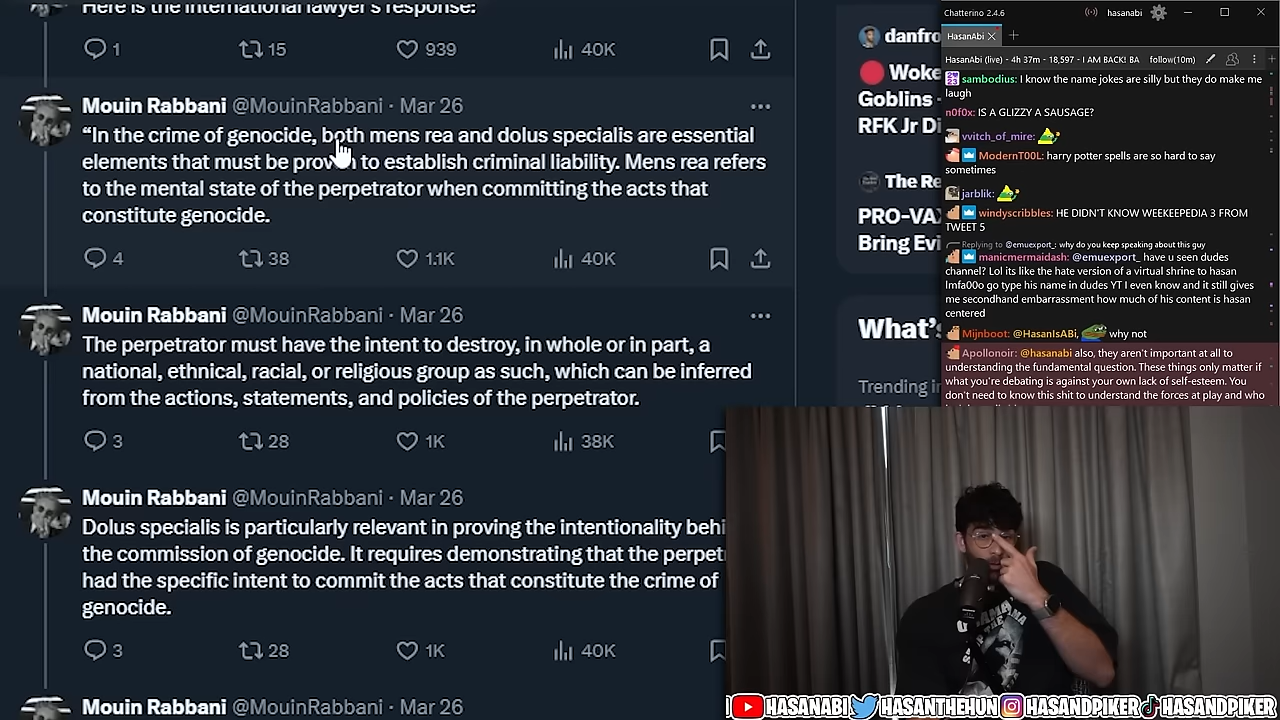 Here is the international lawyer's response:
1 15 939 40K
Mouin Rabbani @MouinRabbani · Mar 26
“In the crime of genocide, both mens rea and dolus specialis are essential
elements that must be proven to establish criminal liability. Mens rea refers
to the mental state of the perpetrator when committing the acts that
constitute genocide.
4 38 1.1K 40K
Mouin Rabbani @MouinRabbani · Mar 26
The perpetrator must have the intent to destroy, in whole or in part, a
national, ethnical, racial, or religious group as such, which can be inferred
from the actions, statements, and policies of the perpetrator.
3 28 1K 38K
Mouin Rabbani @MouinRabbani · Mar 26
Dolus specialis is particularly relevant in proving the intentionality behi
the commission of genocide. It requires demonstrating that the perpet
had the specific intent to commit the acts that constitute the crime of
genocide.
3 28 1K 40K
Mouin Rabbani @MouinRabbani · Mar 26
danfro
Woke
Goblins
RFK Jr Di
The Re
PRO-VAX
Bring Evi
What's
Trending in
Chatterino 2.4.6
hasanabi
HasanAbi
HasanAbi (live) - 4h 37m - 18,597 - I AM BACK! BA follow(10m)
sambodius: I know the name jokes are silly but they do make me
laugh
n0f0x: IS A GLIZZY A SAUSAGE?
vvitch_of_mire:
ModernT00L: harry potter spells are so hard to say
sometimes
jarblik:
windyscribbles: HE DIDN'T KNOW WEEKEEPEDIA 3 FROM
TWEET 5
Replying to @emuexport_: why do you keep speaking about this guy
manicmermaidash: @emuexport_ have u seen dudes
channel? Lol its like the hate version of a virtual shrine to hasan
lmfa00o go type his name in dudes YT I even know and it still gives
me secondhand embarrassment how much of his content is hasan
centered
Mijnboot: @HasanIsABi, why not
Apollonoir: @hasanabi also, they aren't important at all to
understanding the fundamental question. These things only matter if
what you're debating is against your own lack of self-esteem. You
don't need to know this shit to understand the forces at play and who
HASANABI HASANTHEHUN HASANDPIKER HASANDPIKER